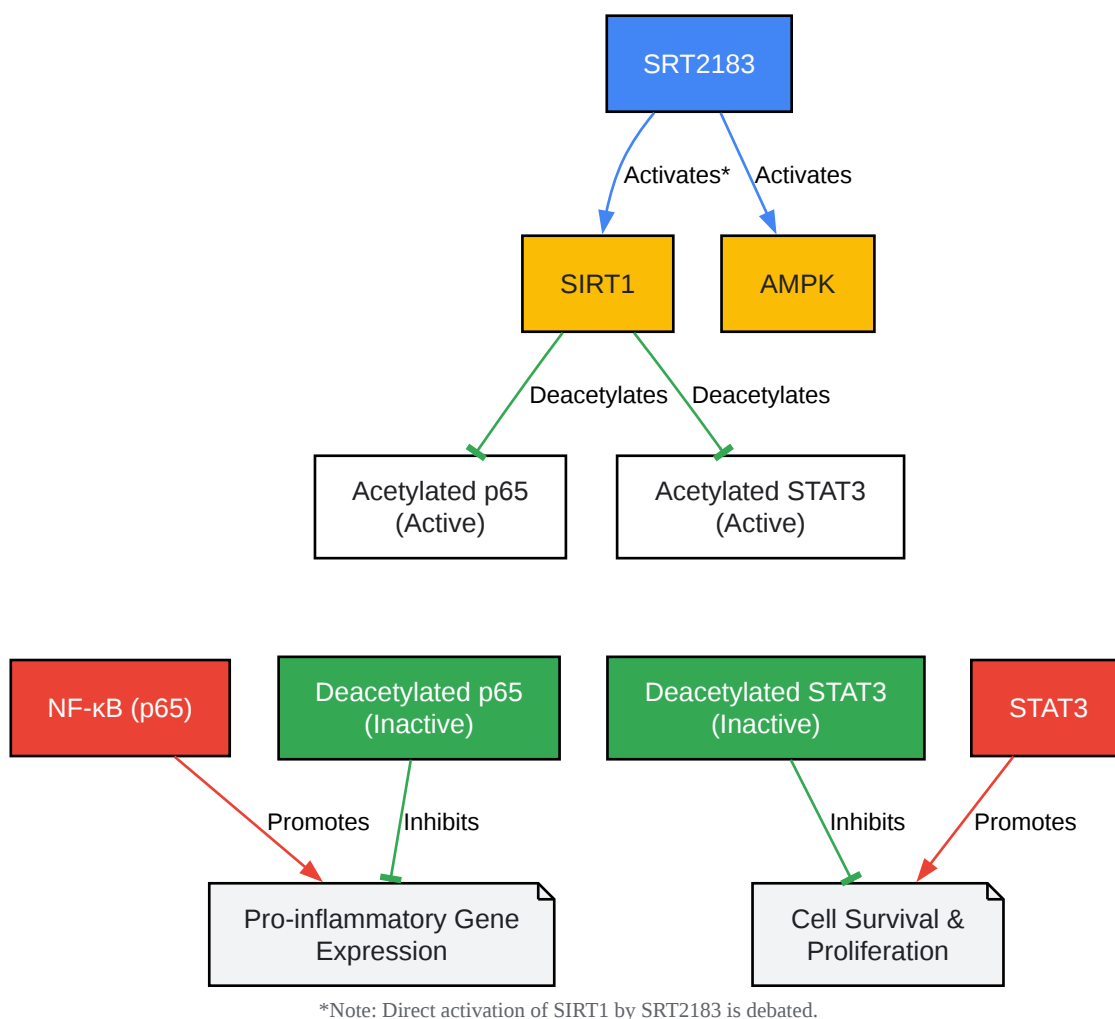 SRT2183
Activates*
Activates
SIRT1
AMPK
Deacetylates
Deacetylates
Acetylated p65
(Active)
Acetylated STAT3
(Active)
NF-κB (p65)
Deacetylated p65
(Inactive)
Deacetylated STAT3
(Inactive)
STAT3
Promotes
Inhibits
Inhibits
Promotes
Pro-inflammatory Gene
Expression
Cell Survival &
Proliferation
*Note: Direct activation of SIRT1 by SRT2183 is debated.